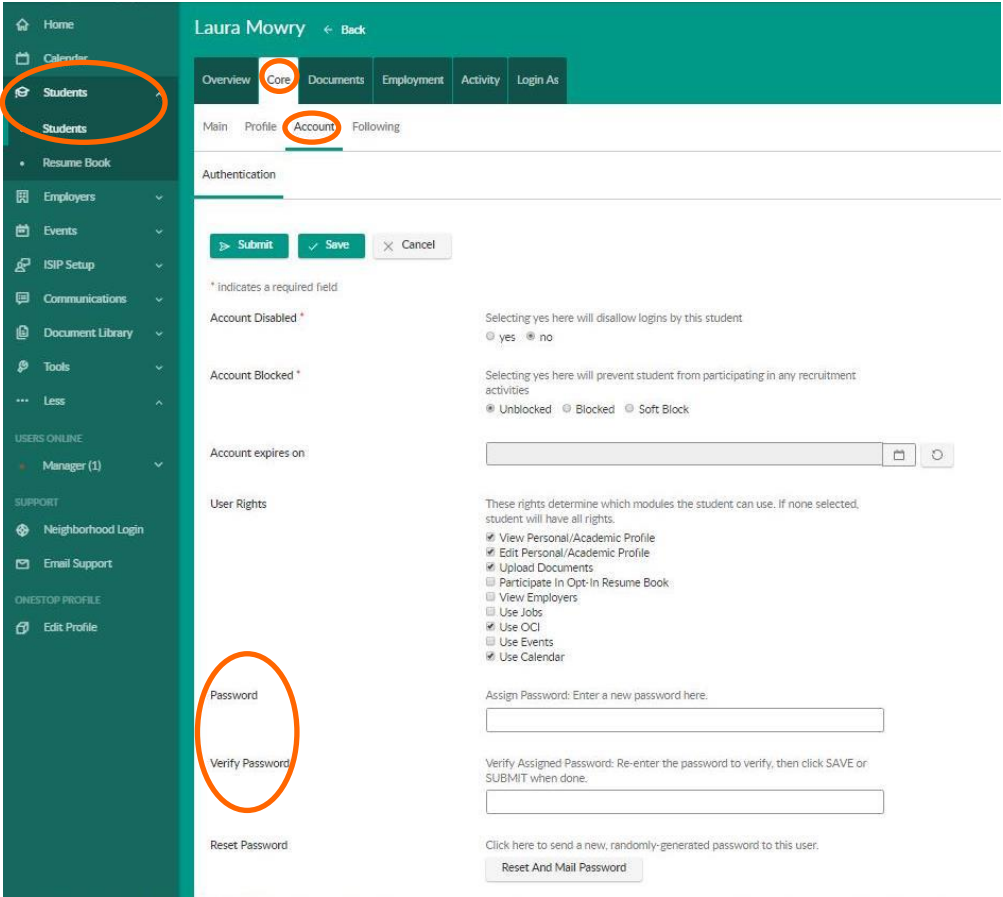 Home
Calendar
Students
Students
Resume Book
Employers
Events
ISIP Setup
Communications
Document Library
Tools
Less
USERS ONLINE
Manager (1)
SUPPORT
Neighborhood Login
Email Support
ONESTOP PROFILE
Edit Profile
Laura Mowry ← Back
Overview Core Documents Employment Activity Login As
Main Profile Account Following
Authentication
Submit Save Cancel
* indicates a required field
Account Disabled *
Selecting yes here will disallow logins by this student
yes no
Account Blocked *
Selecting yes here will prevent student from participating in any recruitment
activities
Unblocked Blocked Soft Block
Account expires on
User Rights
These rights determine which modules the student can use. If none selected,
student will have all rights.
View Personal/Academic Profile
Edit Personal/Academic Profile
Upload Documents
Participate In Opt-In Resume Book
View Employers
Use Jobs
Use OCI
Use Events
Use Calendar
Password
Assign Password: Enter a new password here.
Verify Password
Verify Assigned Password: Re-enter the password to verify, then click SAVE or
SUBMIT when done.
Reset Password
Click here to send a new, randomly-generated password to this user.
Reset And Mail Password